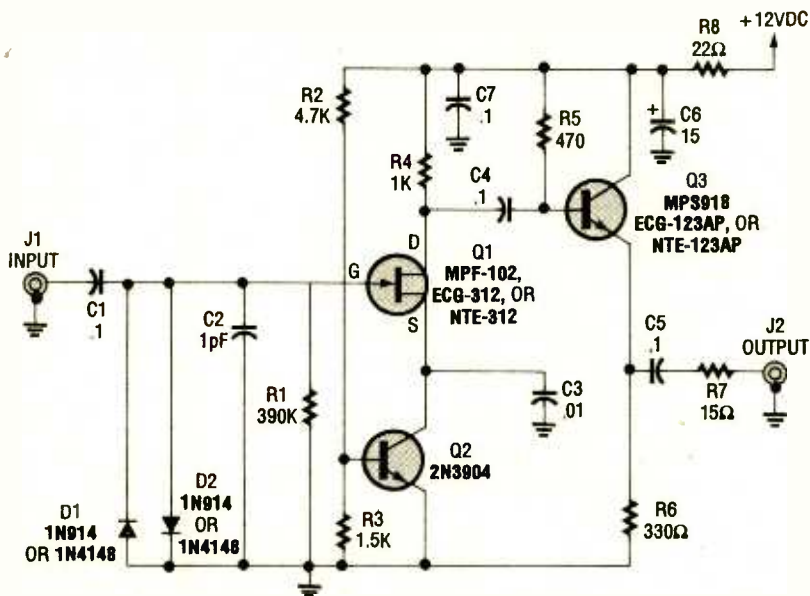 +12VDC
R8
22Ω
R2
4.7K
C7
.1
R5
470
+
C6
15
R4
1K
C4
.1
Q3
MP3918
ECG-123AP, OR
NTE-123AP
J1
INPUT
D
G
S
Q1
MPF-102,
ECG-312, OR
NTE-312
C1
.1
C2
1pF
R1
390K
C5
.1
J2
OUTPUT
R7
15Ω
C3
.01
Q2
2N3904
D2
1N914
OR
1N4148
D1
1N914
OR 1N4148
R3
1.5K
R6
330Ω